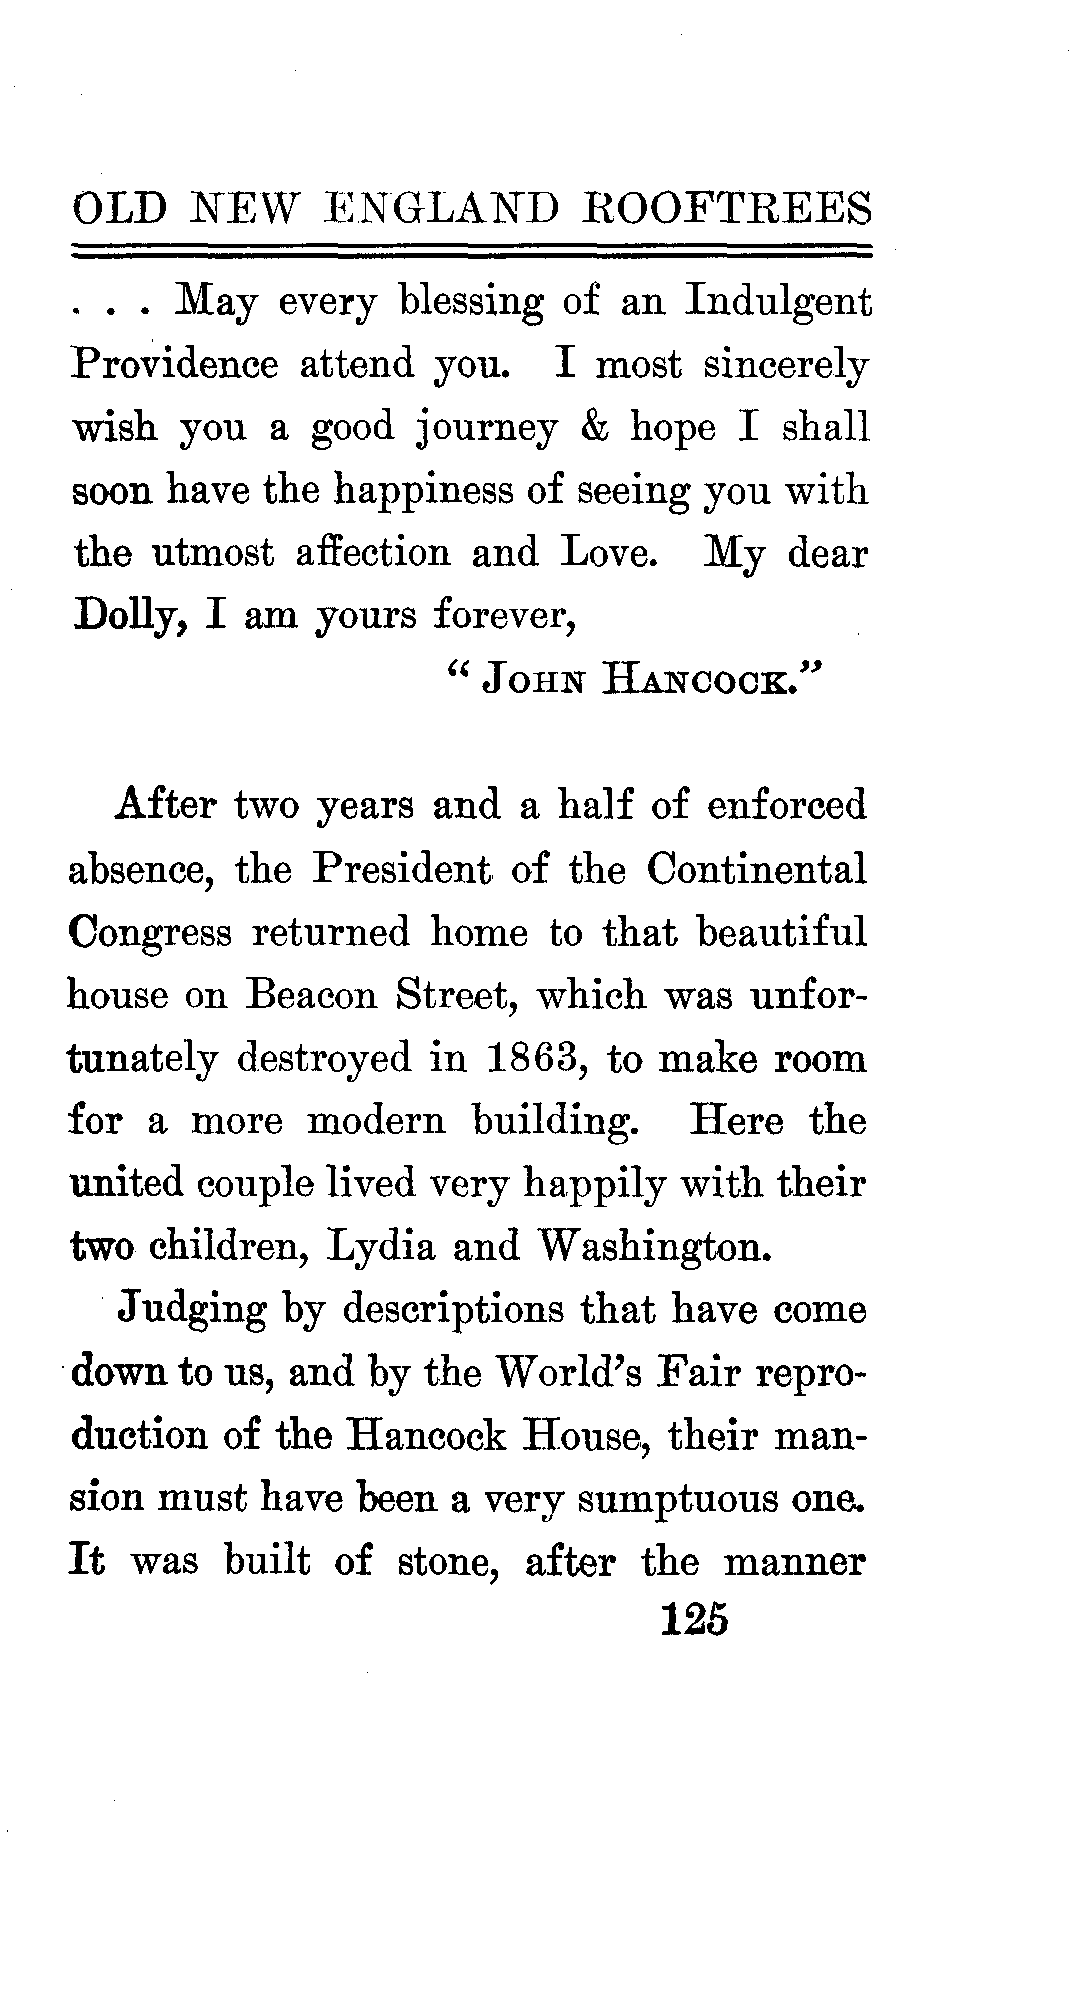 OLD NEW ENGLAND ROOFTREES
. . . May every blessing of an Indulgent
Providence attend you. I most sincerely
wish you a good journey & hope I shall
soon have the happiness of seeing you with
the utmost affection and Love. My dear
Dolly, I am yours forever,
“ John Hancock.”
After two years and a half of enforced
absence, the President of the Continental
Congress returned home to that beautiful
house on Beacon Street, which was unfor-
tunately destroyed in 1863, to make room
for a more modern building. Here the
united couple lived very happily with their
two children, Lydia and Washington.
Judging by descriptions that have come
down to us, and by the World's Fair repro-
duction of the Hancock House, their man-
sion must have been a very sumptuous one.
It was built of stone, after the manner
125